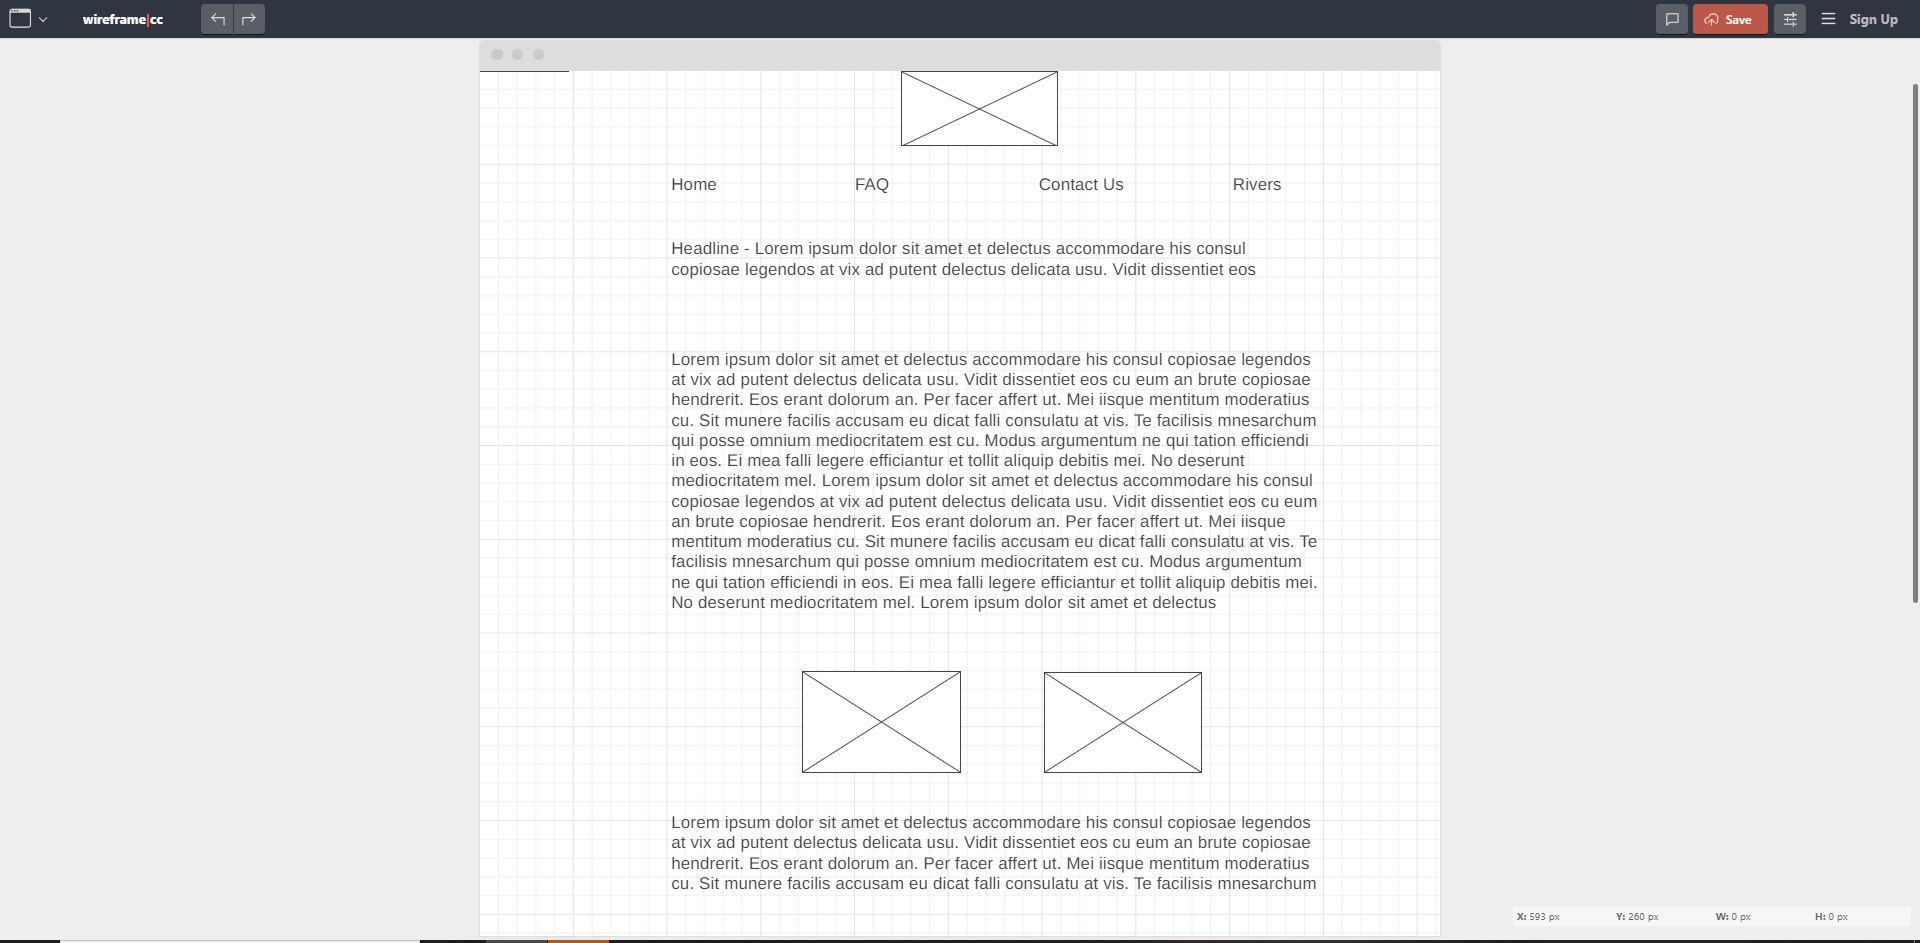 wireframe|cc
Save
Sign Up
Home FAQ Contact Us Rivers
Headline - Lorem ipsum dolor sit amet et delectus accommodare his consul
copiosae legendos at vix ad putent delectus delicata usu. Vidit dissentiet eos
Lorem ipsum dolor sit amet et delectus accommodare his consul copiosae legendos
at vix ad putent delectus delicata usu. Vidit dissentiet eos cu eum an brute copiosae
hendrerit. Eos erant dolorum an. Per facer affert ut. Mei iisque mentitum moderatius
cu. Sit munere facilis accusam eu dicat falli consulatu at vis. Te facilisis mnesarchum
qui posse omnium mediocritatem est cu. Modus argumentum ne qui tation efficiendi
in eos. Ei mea falli legere efficiantur et tollit aliquip debitis mei. No deserunt
mediocritatem mel. Lorem ipsum dolor sit amet et delectus accommodare his consul
copiosae legendos at vix ad putent delectus delicata usu. Vidit dissentiet eos cu eum
an brute copiosae hendrerit. Eos erant dolorum an. Per facer affert ut. Mei iisque
mentitum moderatius cu. Sit munere facilis accusam eu dicat falli consulatu at vis. Te
facilisis mnesarchum qui posse omnium mediocritatem est cu. Modus argumentum
ne qui tation efficiendi in eos. Ei mea falli legere efficiantur et tollit aliquip debitis mei.
No deserunt mediocritatem mel. Lorem ipsum dolor sit amet et delectus
Lorem ipsum dolor sit amet et delectus accommodare his consul copiosae legendos
at vix ad putent delectus delicata usu. Vidit dissentiet eos cu eum an brute copiosae
hendrerit. Eos erant dolorum an. Per facer affert ut. Mei iisque mentitum moderatius
cu. Sit munere facilis accusam eu dicat falli consulatu at vis. Te facilisis mnesarchum
X: 593 px Y: 260 px W: 0 px H: 0 px